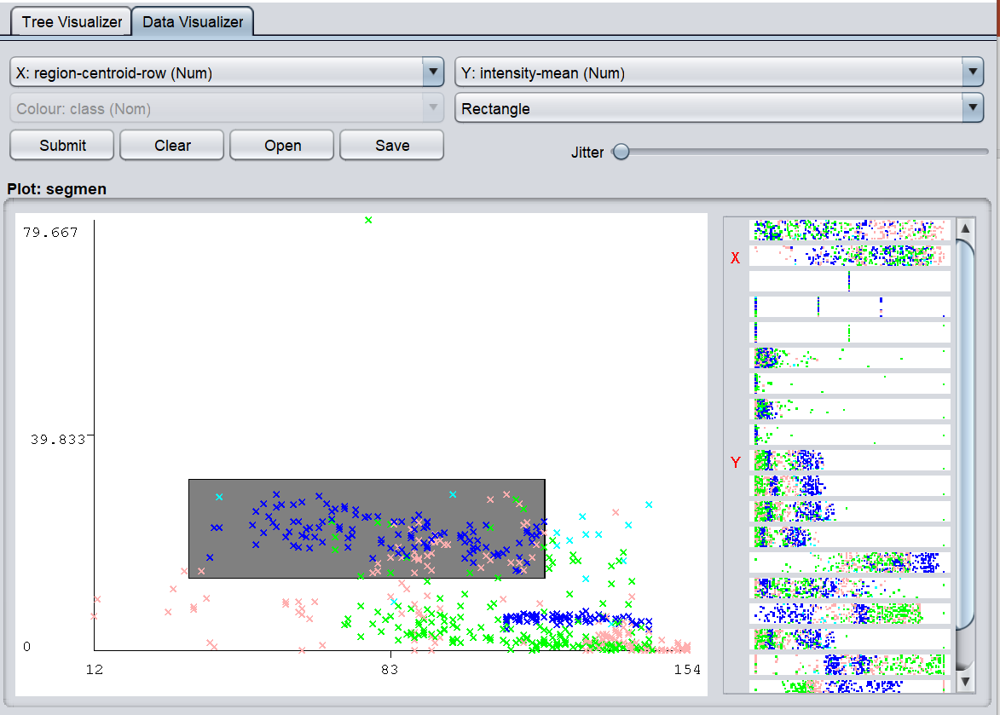 Tree Visualizer Data Visualizer
X: region-centroid-row (Num) Y: intensity-mean (Num)
Colour: class (Nom) Rectangle
Submit Clear Open Save Jitter
Plot: segmen
79.667
X
39.833
Y
0
12 83 154